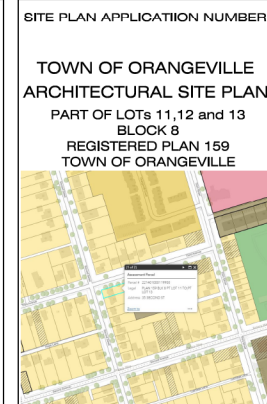 SITE PLAN APPLICATIION NUMBER
TOWN OF ORANGEVILLE
ARCHITECTURAL SITE PLAN
PART OF LOTs 11,12 and 13
BLOCK 8
REGISTERED PLAN 159
TOWN OF ORANGEVILLE
Assessment Parcel